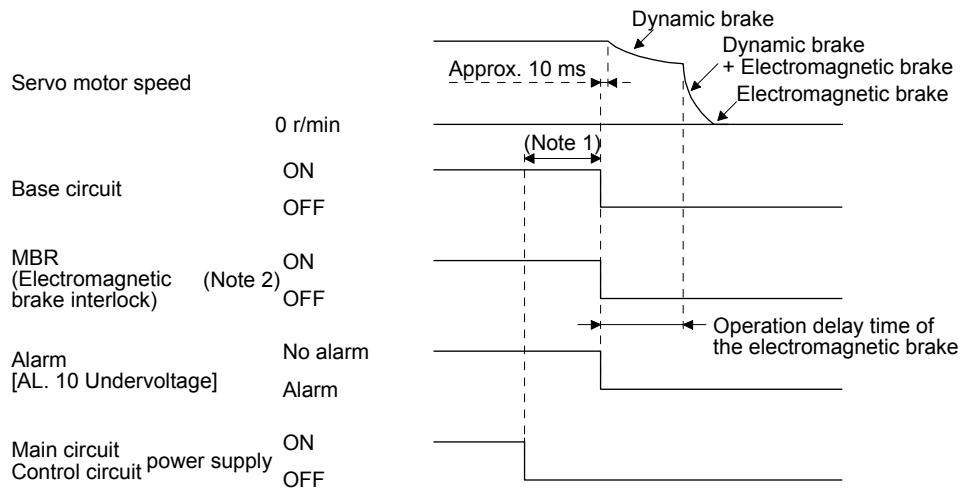 Dynamic brake
Dynamic brake
+ Electromagnetic brake
Electromagnetic brake
Approx. 10 ms
Servo motor speed
0 r/min
(Note 1)
ON
Base circuit
OFF
MBR
(Electromagnetic
brake interlock)
(Note 2)
ON
OFF
Operation delay time of
the electromagnetic brake
Alarm
[AL. 10 Undervoltage]
No alarm
Alarm
Main circuit
Control circuit
power supply
ON
OFF